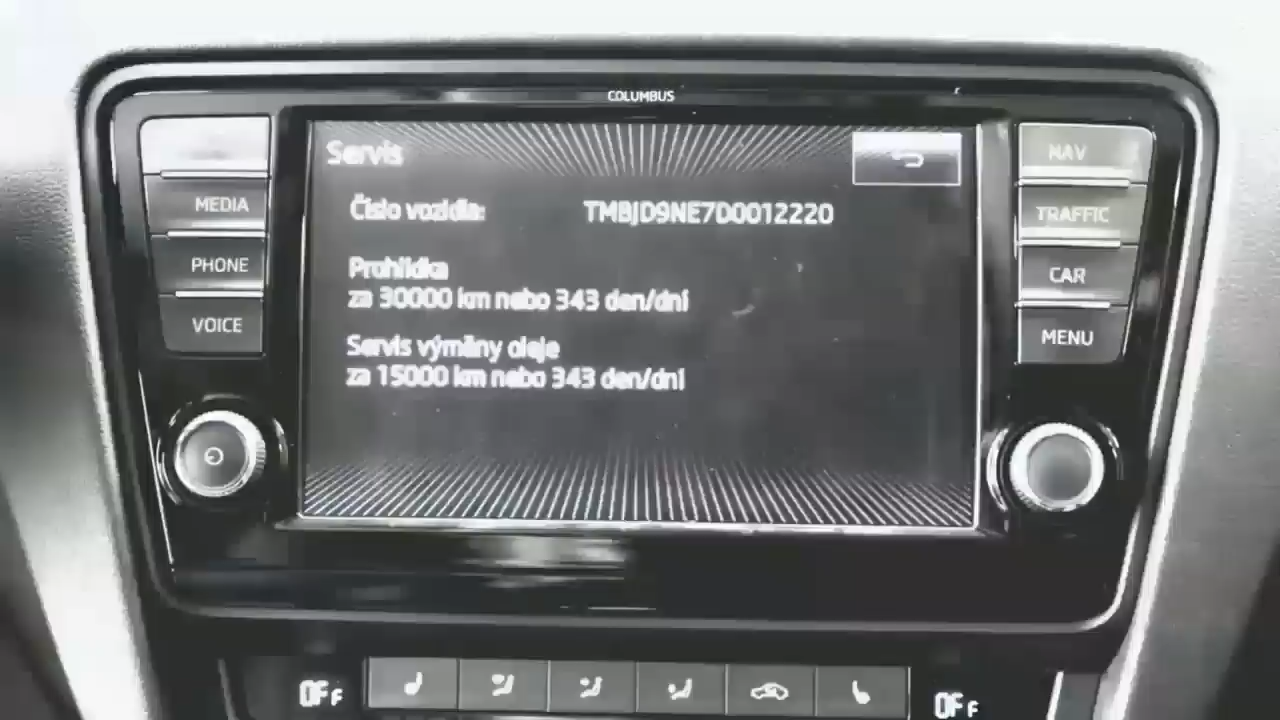 COLUMBUS
Servis
Číslo vozidla: TMBJD9NE7D0012220
Prohlídka
za 30000 km nebo 343 den/dní
Servis výměny oleje
za 15000 km nebo 343 den/dní
MEDIA
PHONE
VOICE
NAV
TRAFFIC
CAR
MENU
OFF
OFF